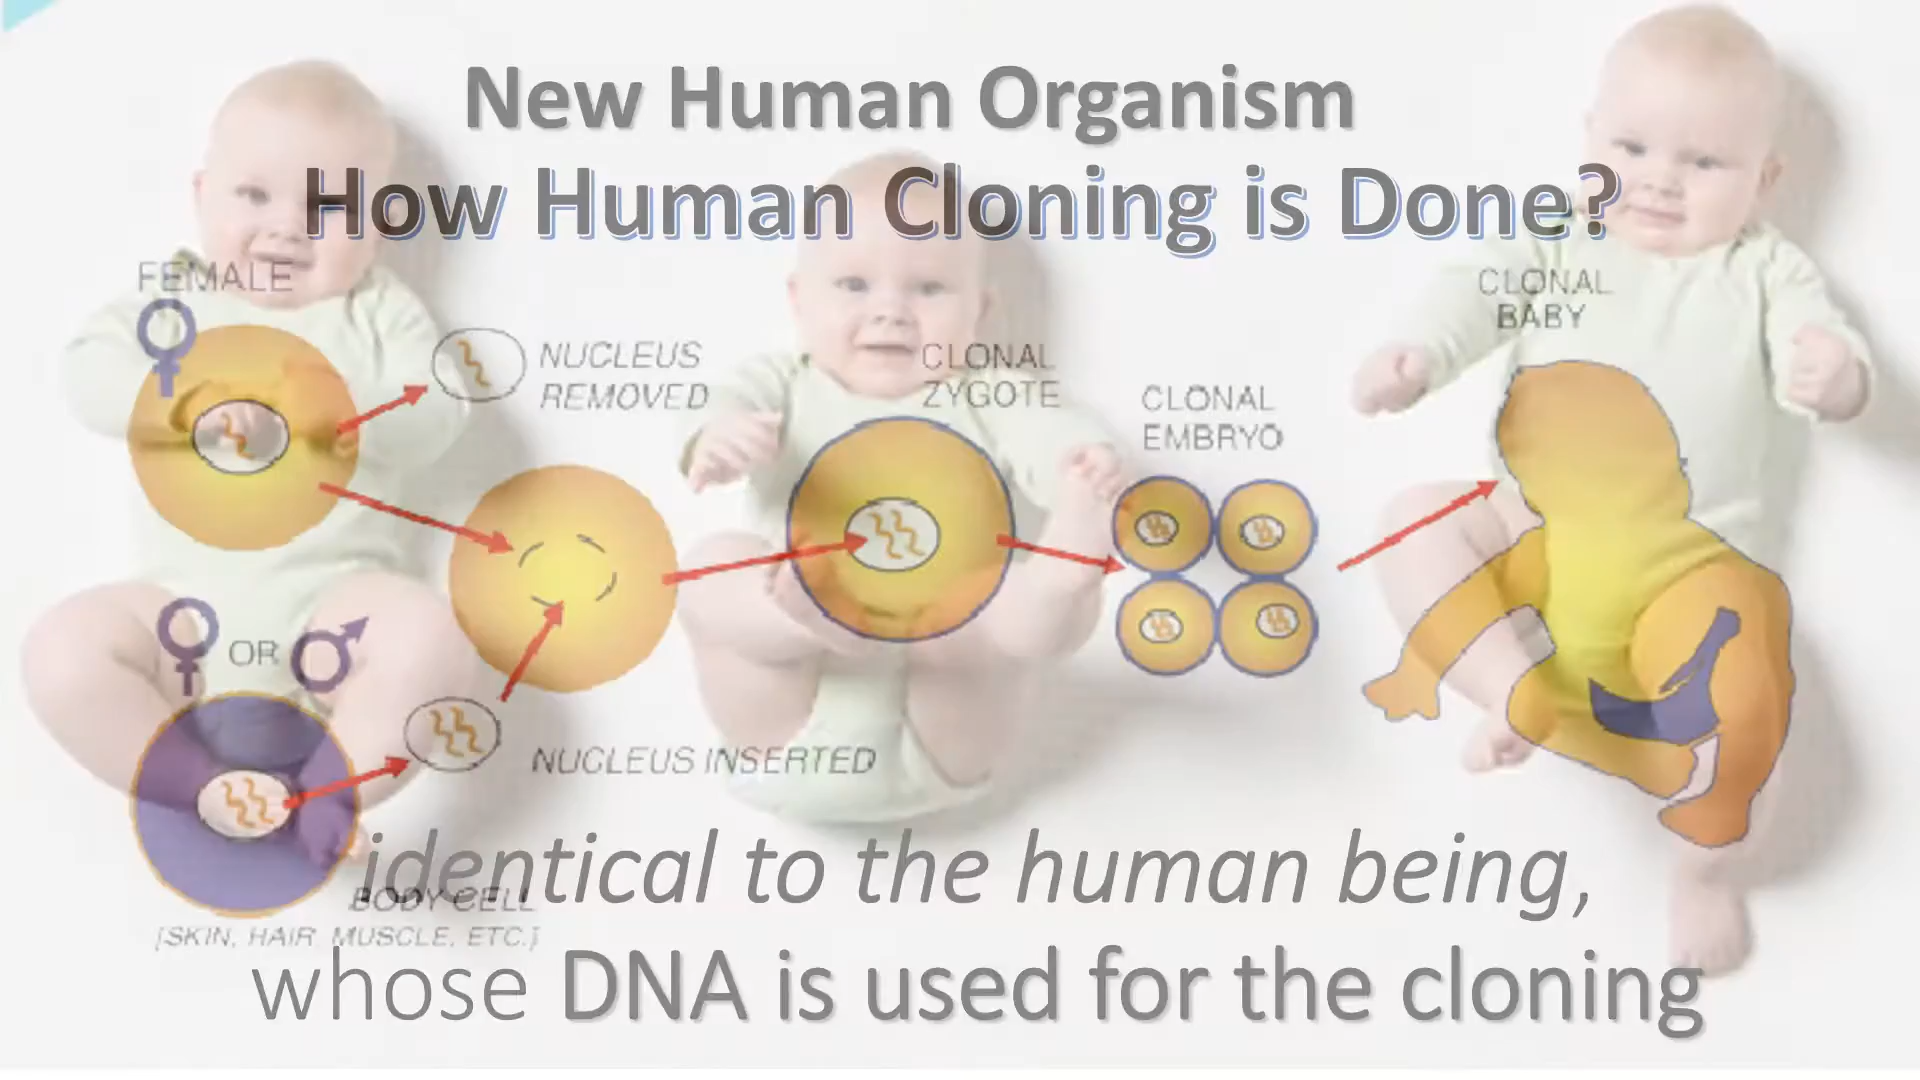 New Human Organism
How Human Cloning is Done?
FEMALE
NUCLEUS
REMOVED
CLONAL
ZYGOTE
CLONAL
EMBRYO
CLONAL
BABY
OR
NUCLEUS INSERTED
BODY CELL
[SKIN, HAIR, MUSCLE, ETC.]
identical to the human being,
whose DNA is used for the cloning